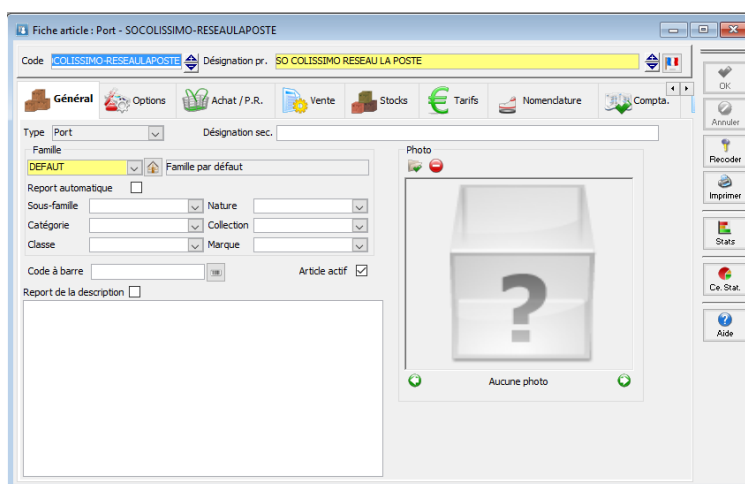 Fiche article : Port - SOCOLISSIMO-RESEAULAPOSTE
Code COLISSIMO-RESEAULAPOSTE Désignation pr. SO COLISSIMO RESEAU LA POSTE
Général Options Achat / P.R. Vente Stocks Tarifs Nomenclature Compta.
Type Port Désignation sec.
Famille
DEFAUT Famille par défaut
Report automatique
Sous-famille Nature
Catégorie Collection
Classe Marque
Code à barre Article actif
Report de la description
Photo
?
Aucune photo
OK
Annuler
Recoder
Imprimer
Stats
Ce. Stat.
Aide